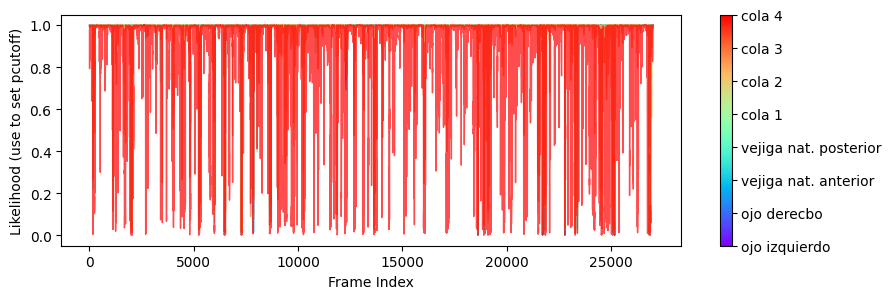 Likelihood (use to set pcutoff)
1.0
0.8
0.6
0.4
0.2
0.0
0
5000
10000
15000
20000
25000
Frame Index
cola 4
cola 3
cola 2
cola 1
vejiga nat. posterior
vejiga nat. anterior
ojo derecbo
ojo izquierdo